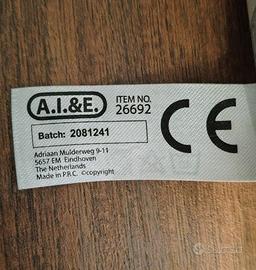 A.I.&E.
ITEM NO.
26692
Batch: 2081241
CE
Adriaan Mulderweg 9-11
5657 EM Eindhoven
The Netherlands
Made in P.R.C. ©copyright